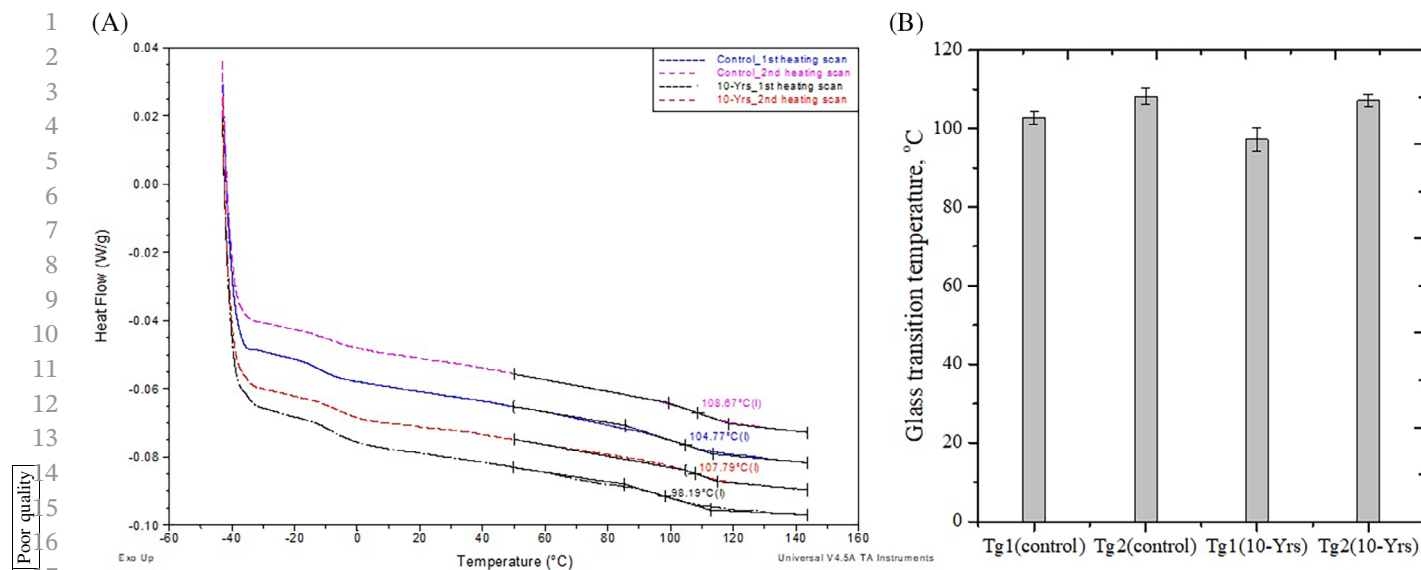 1
2
3
4
5
6
7
8
9
10
11
12
13
14
15
16
Poor quality
(A)
0.04
0.02
0.00
-0.02
-0.04
-0.06
-0.08
-0.10
Heat Flow (W/g)
Control_1st heating scan
Control_2nd heating scan
10-Yrs_1st heating scan
10-Yrs_2nd heating scan
108.67°C(I)
104.77°C(I)
107.79°C(I)
98.19°C(I)
-60 -40 -20 0 20 40 60 80 100 120 140 160
Exo Up
Temperature (°C)
Universal V4.5A TA Instruments
(B)
120
100
80
60
40
20
0
Glass transition temperature, °C
Tg1(control) Tg2(control) Tg1(10-Yrs) Tg2(10-Yrs)